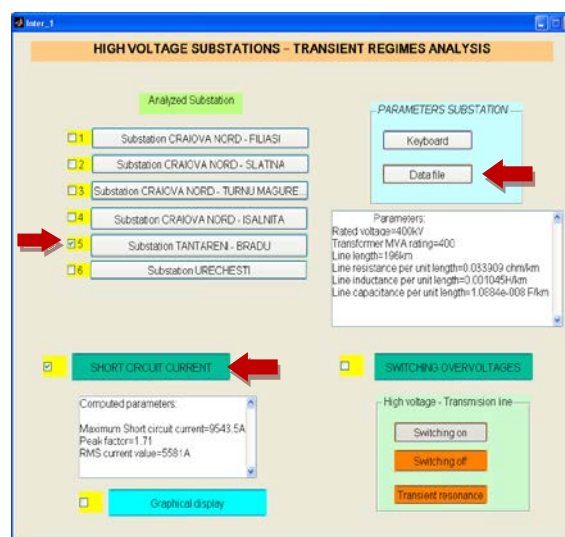 Inter_1
HIGH VOLTAGE SUBSTATIONS - TRANSIENT REGIMES ANALYSIS
Analyzed Substation
1 Substation CRAIOVA NORD - FILIASI
2 Substation CRAIOVA NORD - SLATINA
3 Substation CRAIOVA NORD - TURNU MAGURE...
4 Substation CRAIOVA NORD - ISALNITA
5 Substation TANTARENI - BRADU
6 Substation URECHESTI
PARAMETERS SUBSTATION
Keyboard
Data file
Parameters:
Rated voltage=400kV
Transformer MVA rating=400
Line length=196km
Line resistance per unit length=0.033909 ohm/km
Line inductance per unit length=0.001045H/km
Line capacitance per unit length=1.0884e-008 F/km
SHORT CIRCUIT CURRENT
Computed parameters:
Maximum Short circuit current=9543.5A
Peak factor=1.71
RMS current value=5581A
Graphical display
SWITCHING OVERVOLTAGES
High voltage - Transmision line
Switching on
Switching off
Transient resonance